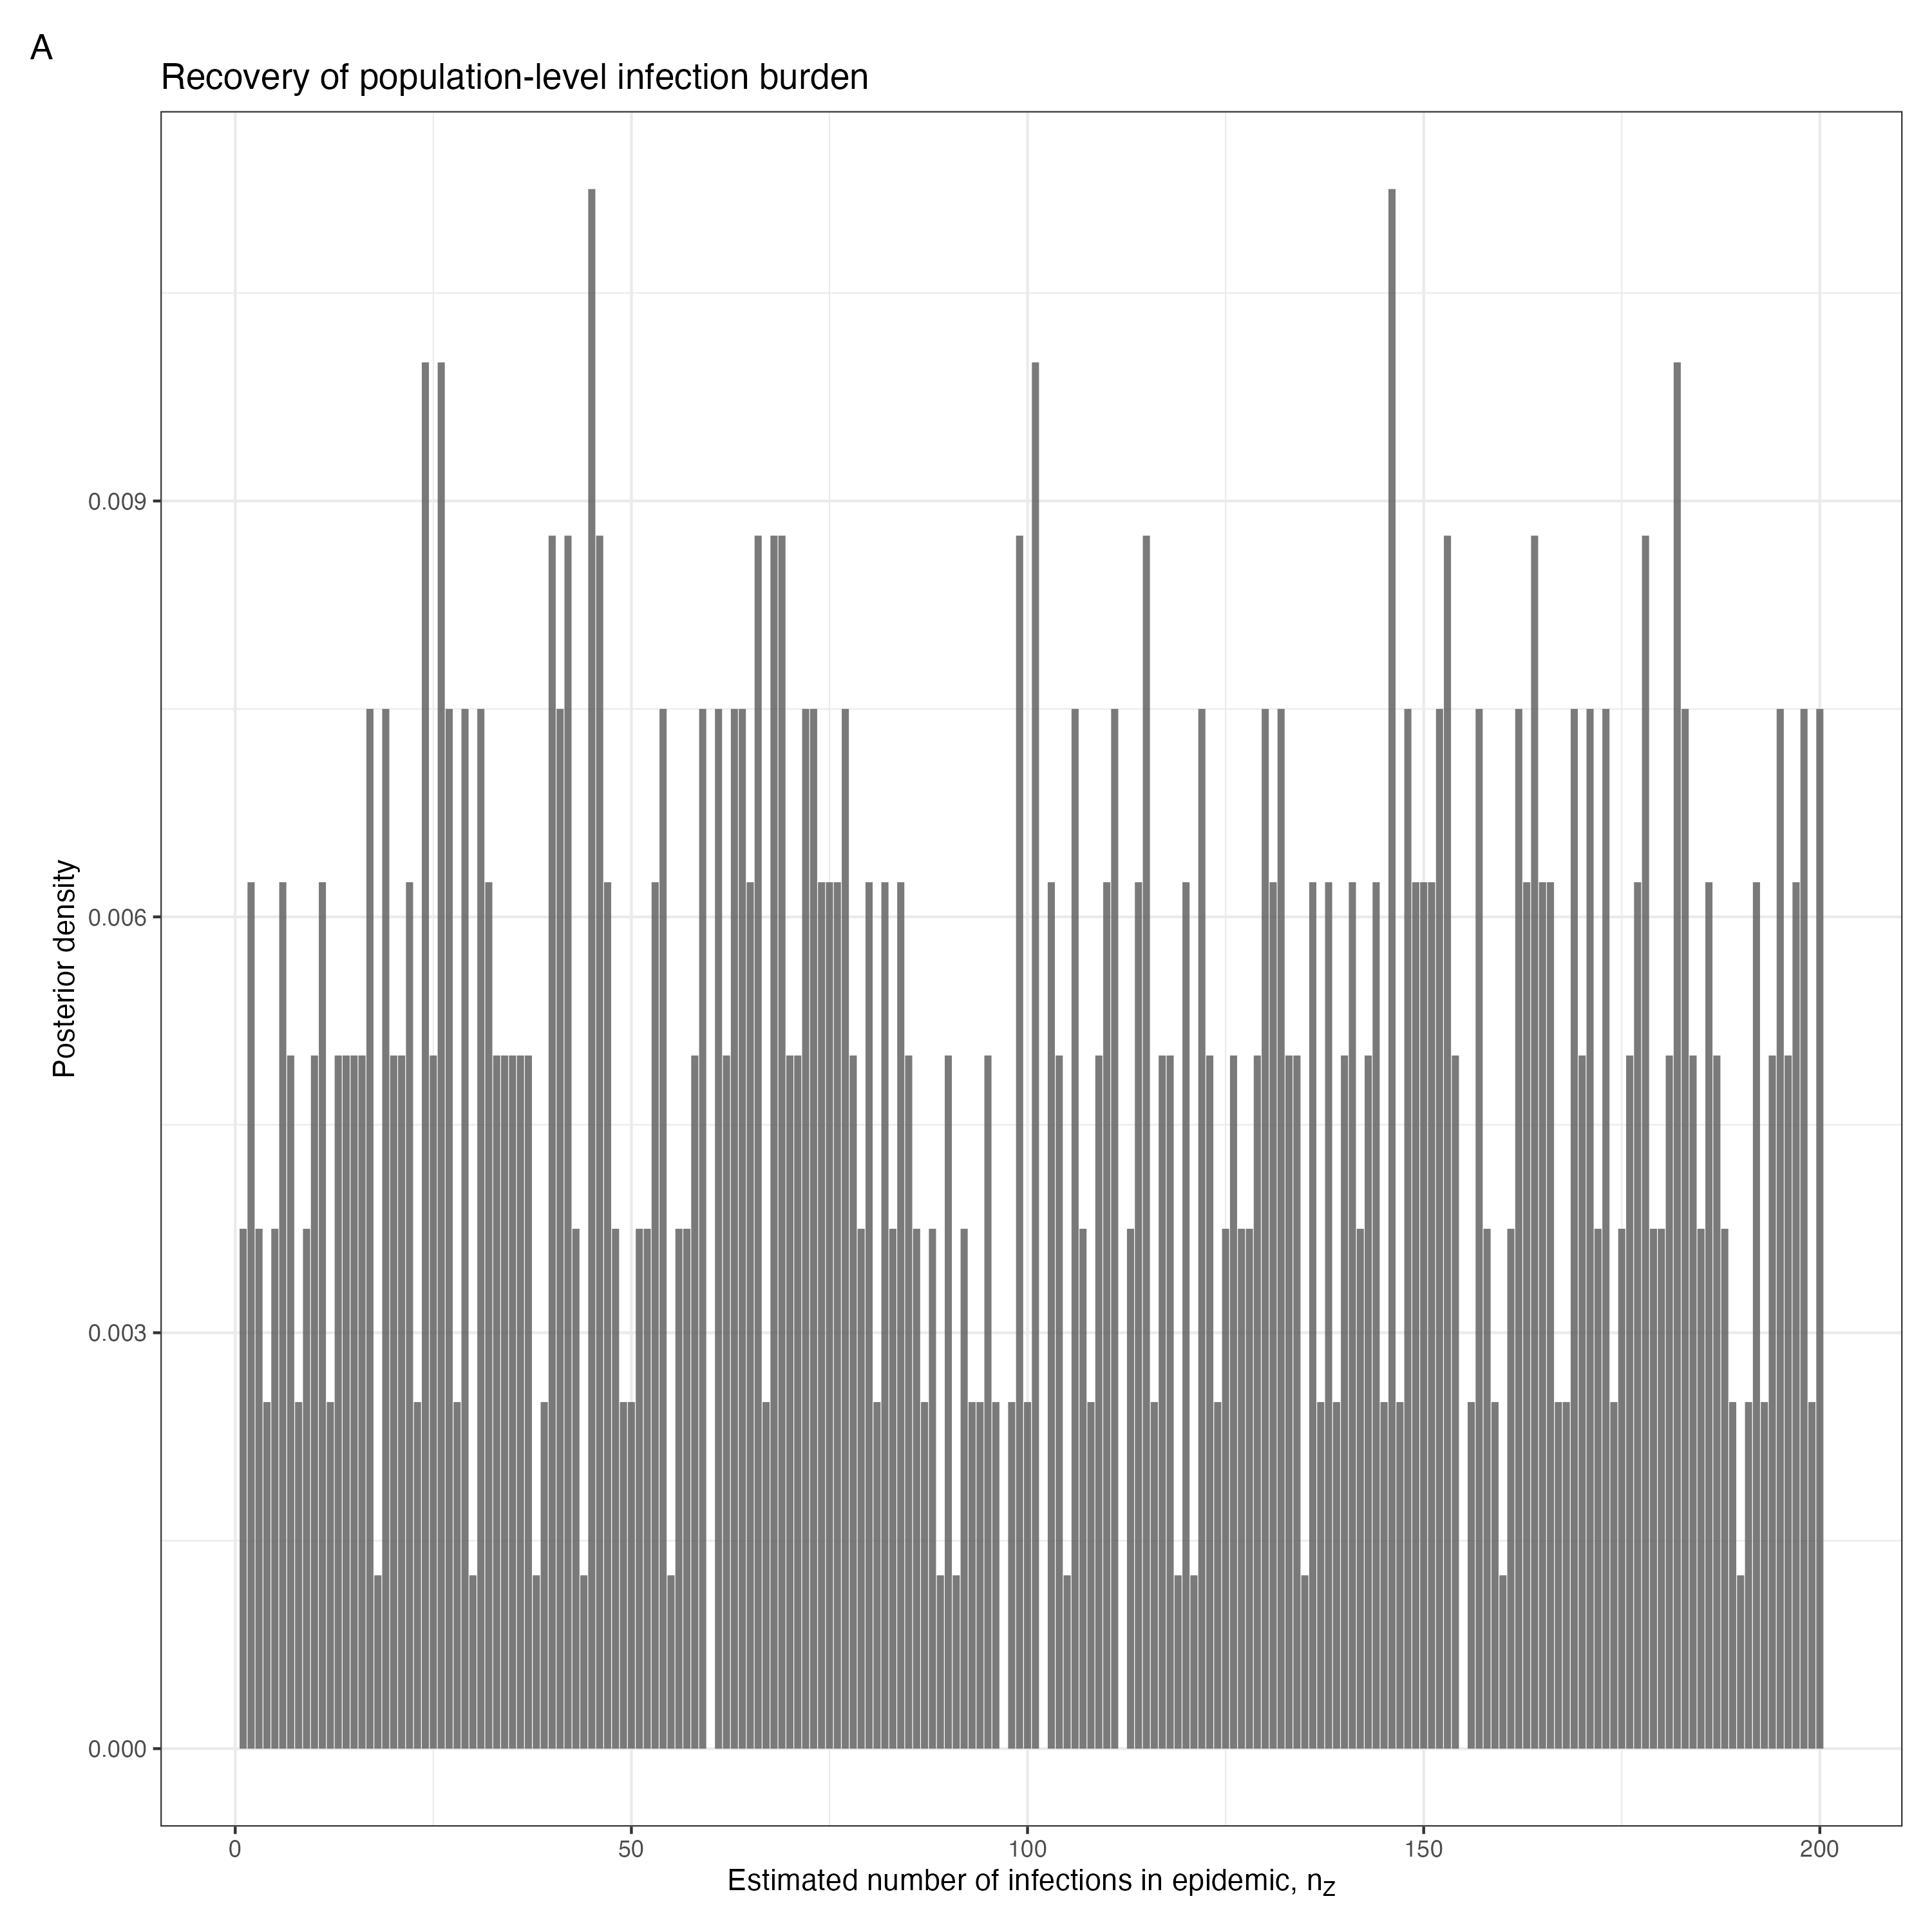 A
Recovery of population-level infection burden
Posterior density
0.009
0.006
0.003
0.000
0 50 100 150 200
Estimated number of infections in epidemic, nZ